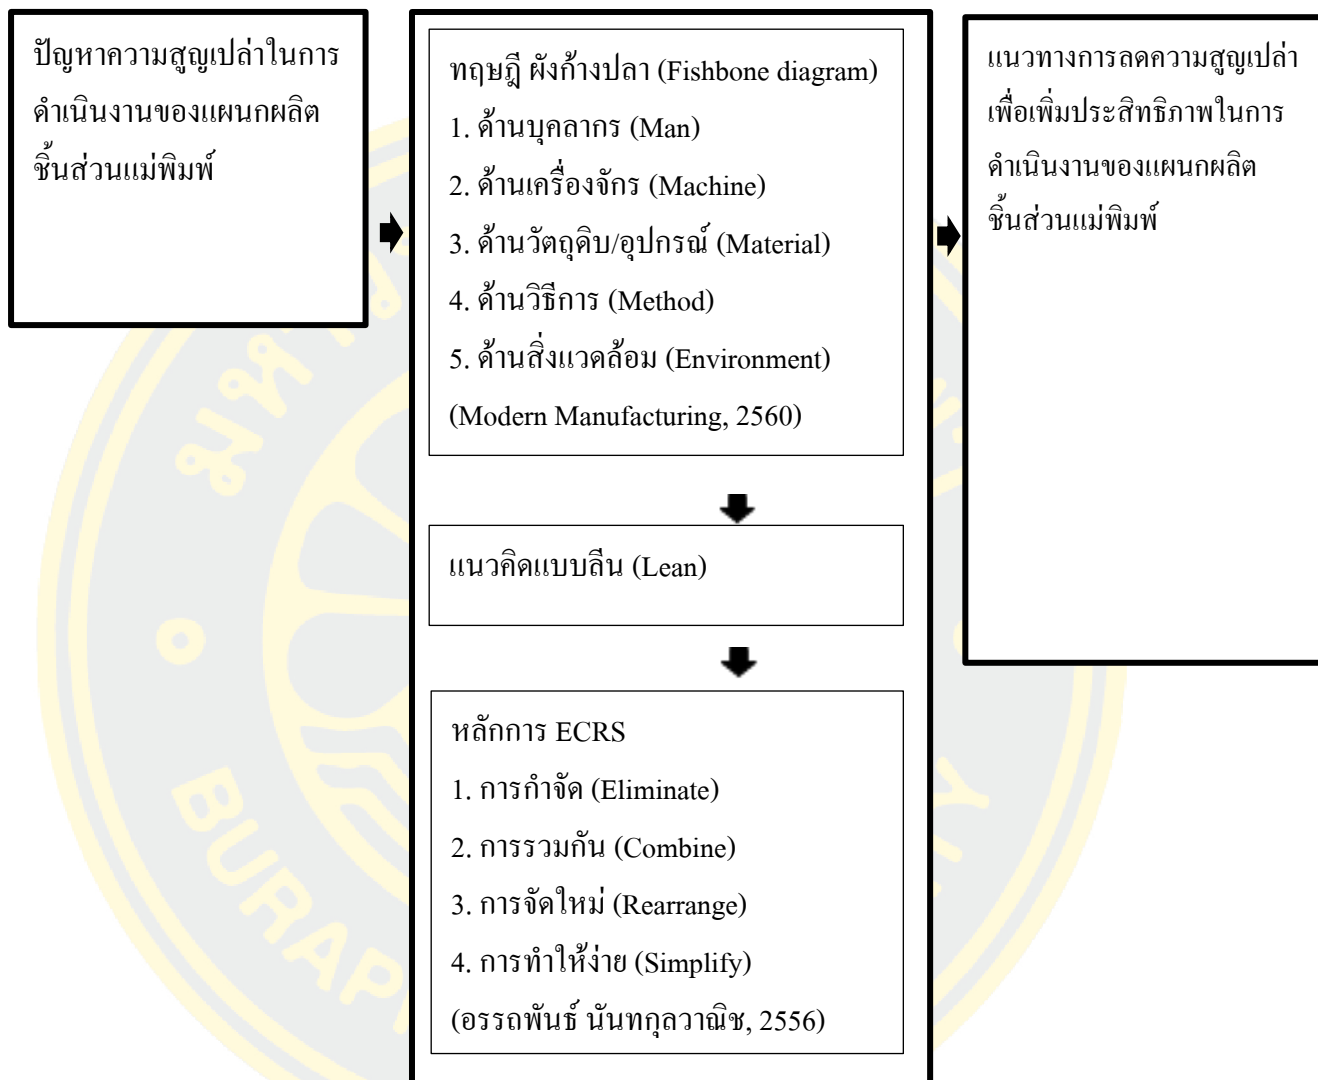 ปัญหาความสูญเปล่าในการ
ดำเนินงานของแผนกผลิต
ชิ้นส่วนแม่พิมพ์
ทฤษฎี ผังก้างปลา (Fishbone diagram)
1. ด้านบุคลากร (Man)
2. ด้านเครื่องจักร (Machine)
3. ด้านวัตถุดิบ/อุปกรณ์ (Material)
4. ด้านวิธีการ (Method)
5. ด้านสิ่งแวดล้อม (Environment)
(Modern Manufacturing, 2560)
แนวคิดแบบลีน (Lean)
หลักการ ECRS
1. การกำจัด (Eliminate)
2. การรวมกัน (Combine)
3. การจัดใหม่ (Rearrange)
4. การทำให้ง่าย (Simplify)
(อรรถพันธ์ นันทกุลวาณิช, 2556)
แนวทางการลดความสูญเปล่า
เพื่อเพิ่มประสิทธิภาพในการ
ดำเนินงานของแผนกผลิต
ชิ้นส่วนแม่พิมพ์